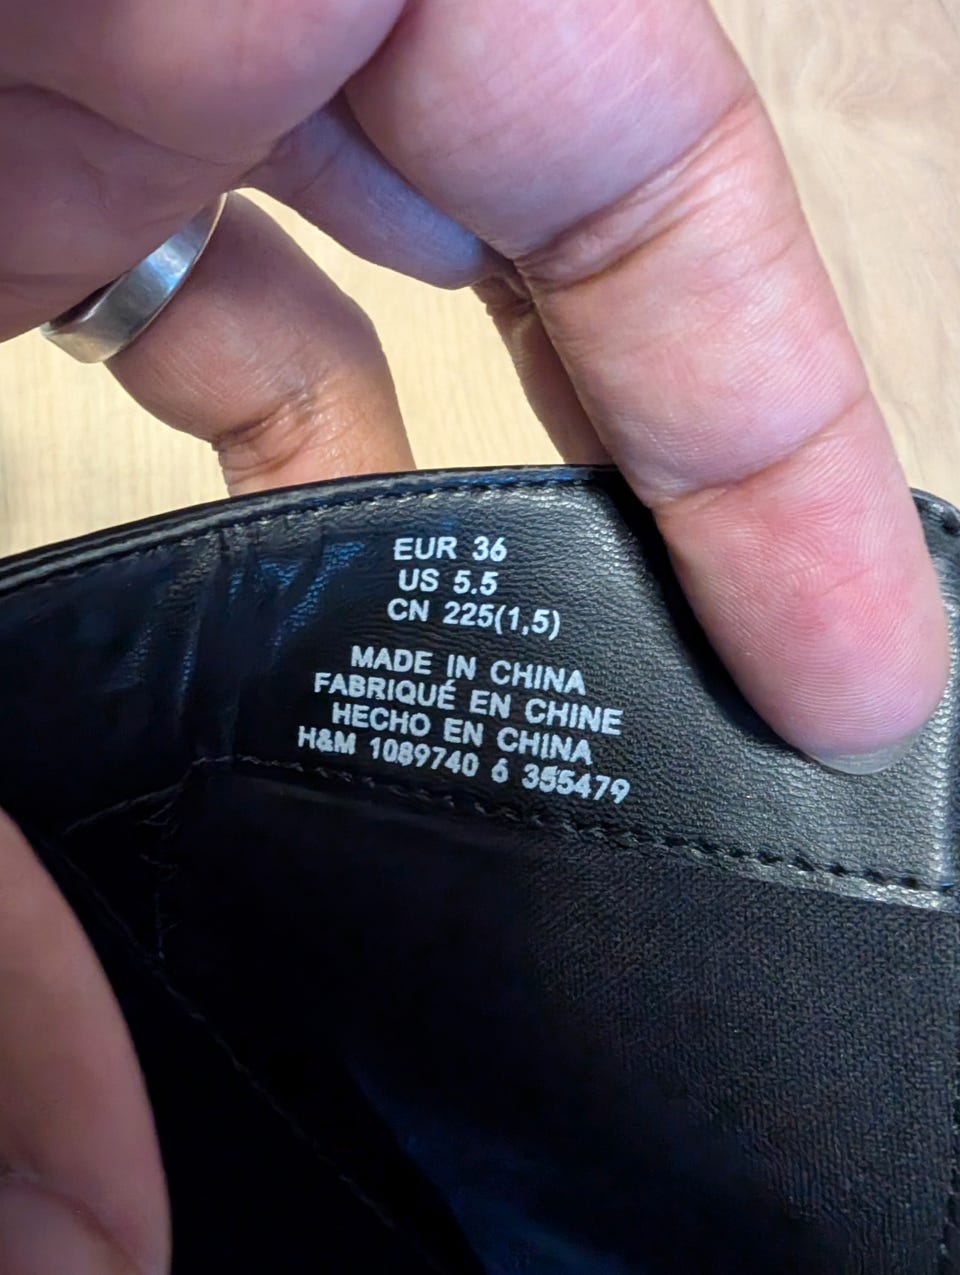 EUR 36
US 5.5
CN 225(1,5)
MADE IN CHINA
FABRIQUÉ EN CHINE
HECHO EN CHINA
H&M 1089740 6 355479